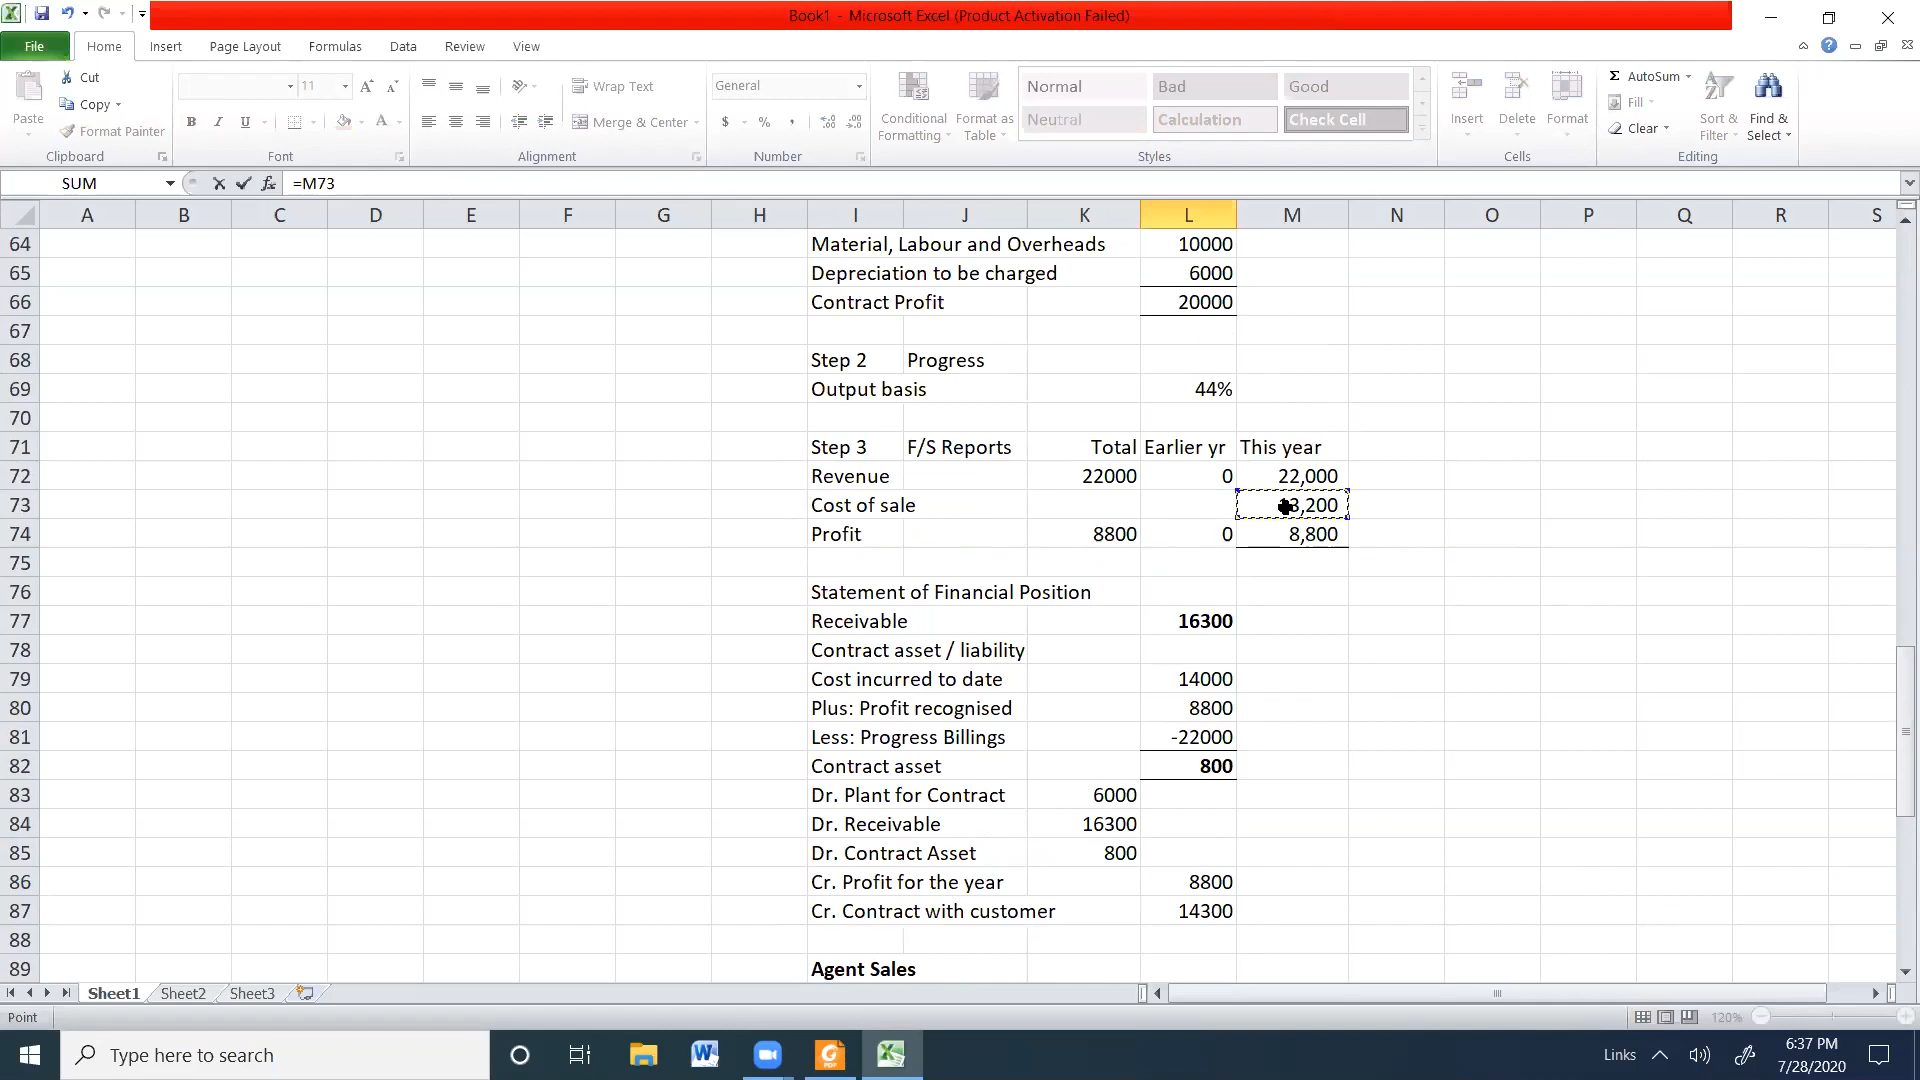 Book1 - Microsoft Excel (Product Activation Failed)
File Home Insert Page Layout Formulas Data Review View
Paste
Cut
Copy
Format Painter
11
Wrap Text
Merge & Center
General
$ % ,
Conditional Formatting
Format as Table
Normal Bad Good
Neutral Calculation Check Cell
Insert Delete Format
Σ AutoSum
Fill
Clear
Sort & Filter
Find & Select
Clipboard Font Alignment Number Styles Cells Editing
SUM =M73
A B C D E F G H I J K L M N O P Q R S
64 Material, Labour and Overheads 10000
65 Depreciation to be charged 6000
66 Contract Profit 20000
67
68 Step 2 Progress
69 Output basis 44%
70
71 Step 3 F/S Reports Total Earlier yr This year
72 Revenue 22000 0 22,000
73 Cost of sale 3,200
74 Profit 8800 0 8,800
75
76 Statement of Financial Position
77 Receivable 16300
78 Contract asset / liability
79 Cost incurred to date 14000
80 Plus: Profit recognised 8800
81 Less: Progress Billings -22000
82 Contract asset 800
83 Dr. Plant for Contract 6000
84 Dr. Receivable 16300
85 Dr. Contract Asset 800
86 Cr. Profit for the year 8800
87 Cr. Contract with customer 14300
88
89 Agent Sales
Sheet1 Sheet2 Sheet3
Point 120%
Type here to search
Links
6:37 PM
7/28/2020